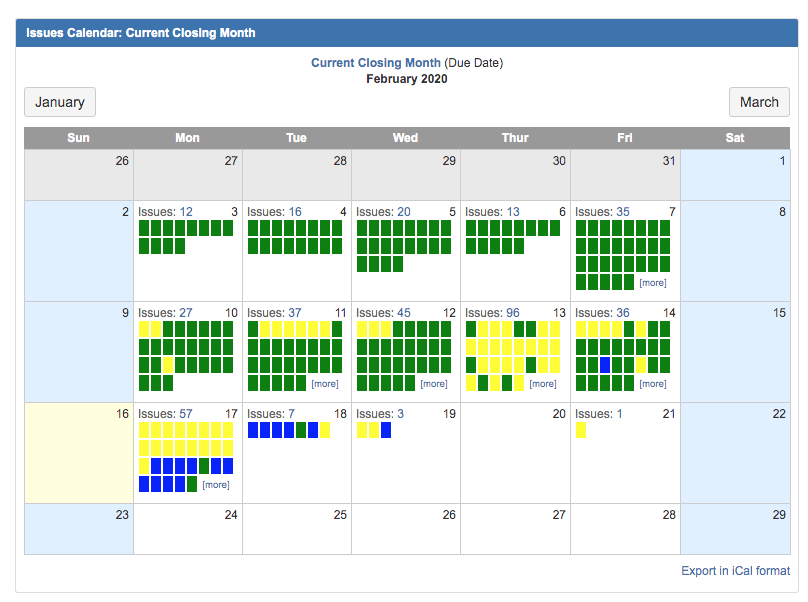 Issues Calendar: Current Closing Month
Current Closing Month (Due Date)
February 2020
January March
Sun Mon Tue Wed Thur Fri Sat
26 27 28 29 30 31 1
2 Issues: 12 3 Issues: 16 4 Issues: 20 5 Issues: 13 6 Issues: 35 7 8
[more]
9 Issues: 27 10 Issues: 37 11 Issues: 45 12 Issues: 96 13 Issues: 36 14 15
[more] [more] [more] [more]
16 Issues: 57 17 Issues: 7 18 Issues: 3 19 20 Issues: 1 21 22
[more]
23 24 25 26 27 28 29
Export in iCal format